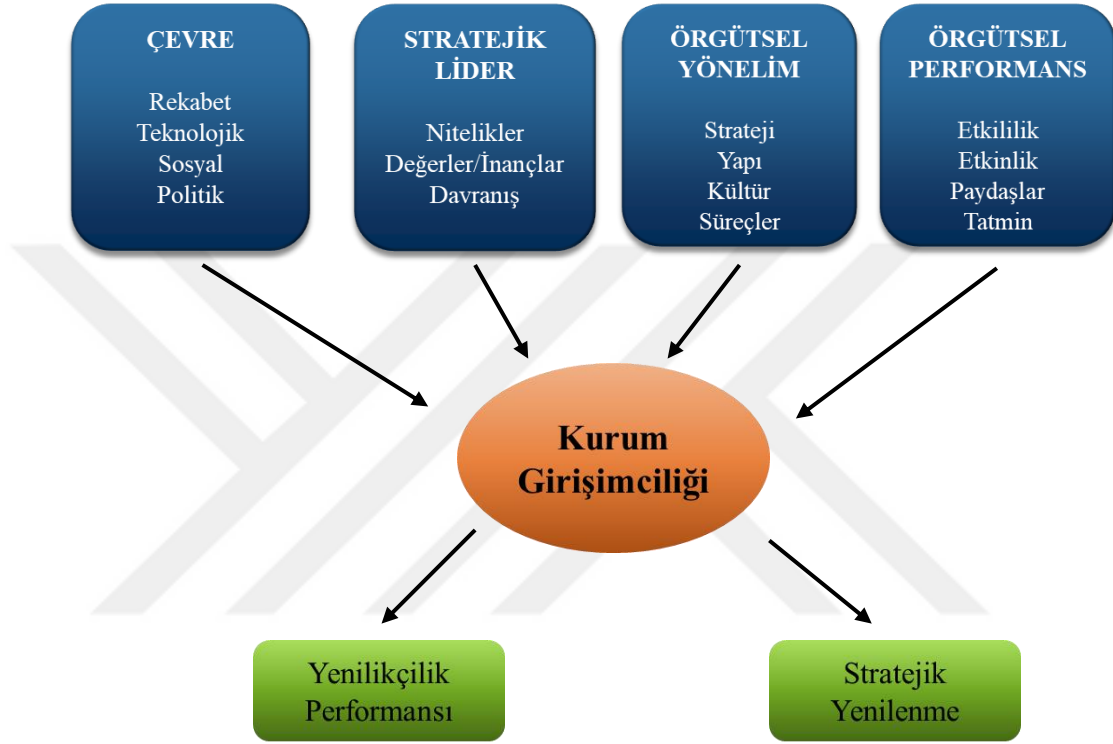 ÇEVRE
Rekabet
Teknolojik
Sosyal
Politik
STRATEJİK
LİDER
Nitelikler
Değerler/İnançlar
Davranış
ÖRGÜTSEL
YÖNELİM
Strateji
Yapı
Kültür
Süreçler
ÖRGÜTSEL
PERFORMANS
Etkililik
Etkinlik
Paydaşlar
Tatmin
Kurum
Girişimciliği
Yenilikçilik
Performansı
Stratejik
Yenilenme